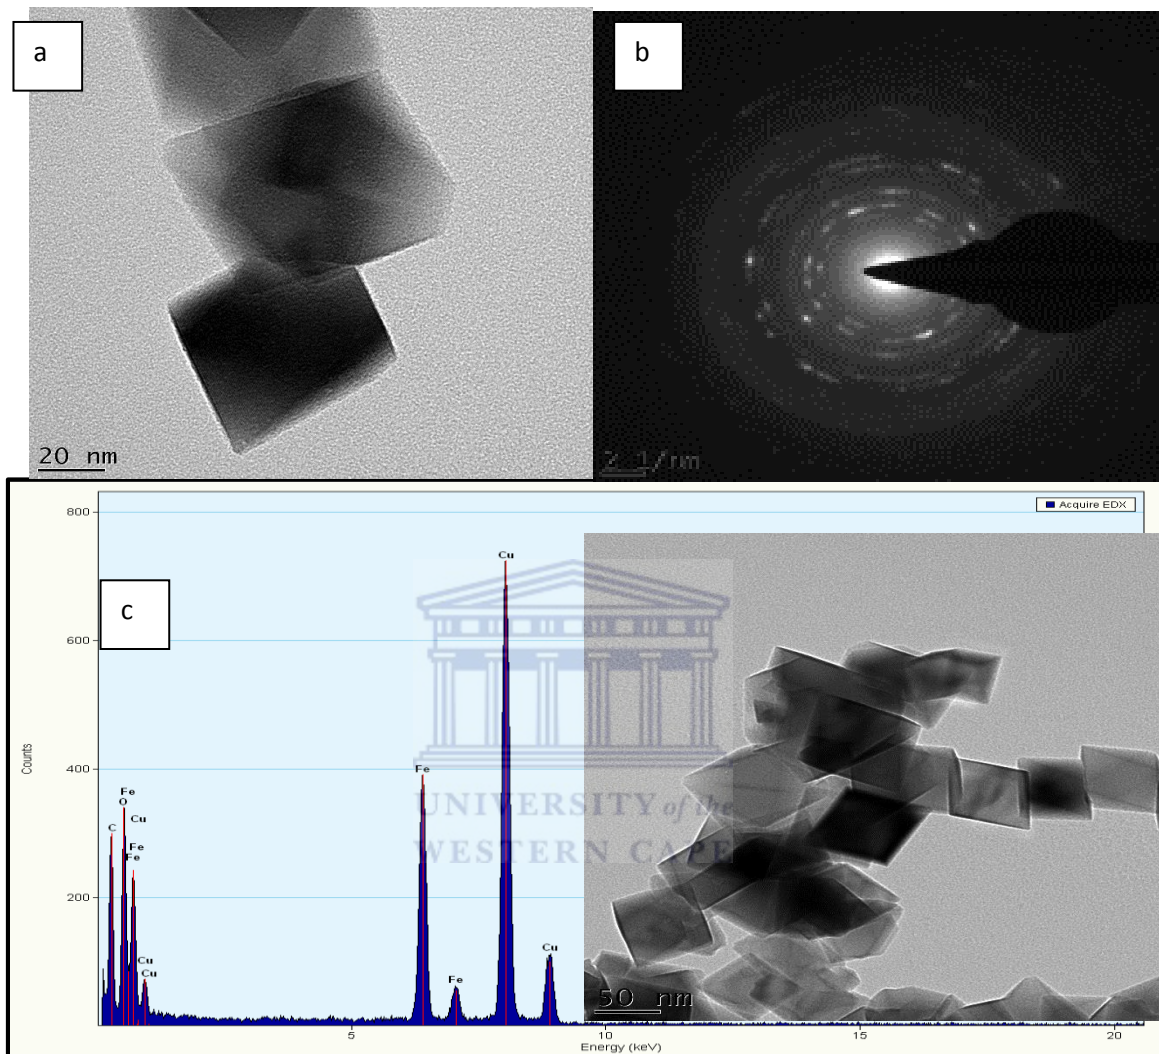 a
20 nm
b
2 1/nm
c
Acquire EDX
800
600
400
200
Counts
C
Fe
O
Cu
Fe
Fe
Cu
Cu
Fe
Fe
Cu
Cu
5
10
15
20
Energy (keV)
UNIVERSITY of the
WESTERN CAPE
50 nm